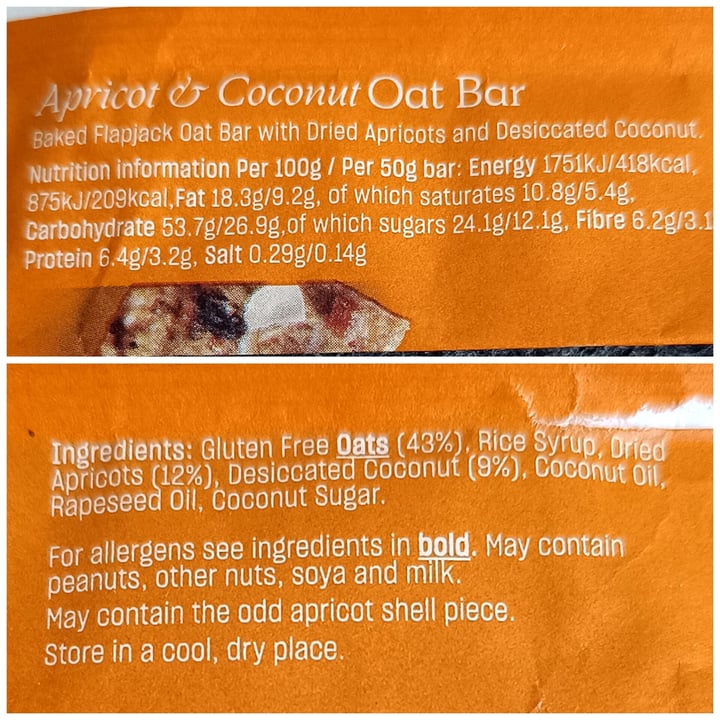 Apricot & Coconut Oat Bar
Baked Flapjack Oat Bar with Dried Apricots and Desiccated Coconut.
Nutrition information Per 100g / Per 50g bar: Energy 1751kJ/418kcal,
875kJ/209kcal,Fat 18.3g/9.2g, of which saturates 10.8g/5.4g,
Carbohydrate 53.7g/26.9g,of which sugars 24.1g/12.1g, Fibre 6.2g/3.1
Protein 6.4g/3.2g, Salt 0.29g/0.14g
Ingredients: Gluten Free Oats (43%), Rice Syrup, Dried
Apricots (12%), Desiccated Coconut (9%), Coconut Oil,
Rapeseed Oil, Coconut Sugar.
For allergens see ingredients in bold. May contain
peanuts, other nuts, soya and milk.
May contain the odd apricot shell piece.
Store in a cool, dry place.